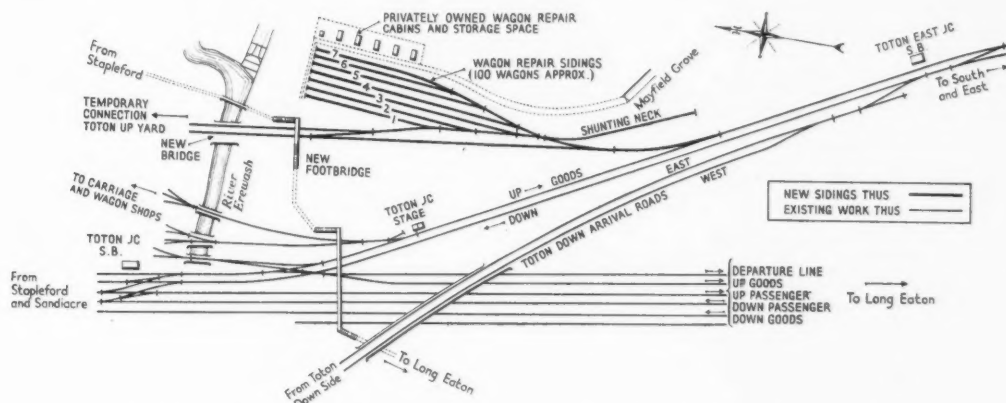 PRIVATELY OWNED WAGON REPAIR
CABINS AND STORAGE SPACE
From
Stapleford
WAGON REPAIR SIDINGS
(100 WAGONS APPROX.)
Mayfield Grove
TOTON EAST JC
S.B.
To South
and East
7
6
5
4
3
2
1
TEMPORARY
CONNECTION
TOTON UP YARD
NEW
BRIDGE
SHUNTING NECK
NEW
FOOTBRIDGE
River
Erewash
TO CARRIAGE
AND WAGON SHOPS
TOTON JC
STAGE
UP GOODS
DOWN
EAST
WEST
TOTON DOWN ARRIVAL ROADS
NEW SIDINGS THUS
EXISTING WORK THUS
TOTON JC
S.B.
From
Stapleford
and Sandiacre
DEPARTURE LINE
UP GOODS
UP PASSENGER
DOWN PASSENGER
DOWN GOODS
To Long Eaton
From Toton
Down Side
To Long Eaton